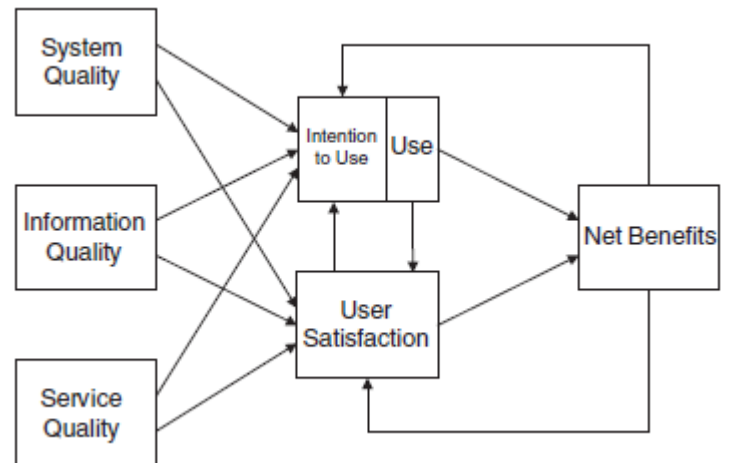 System
Quality
Intention
to Use
Use
Information
Quality
Net Benefits
User
Satisfaction
Service
Quality